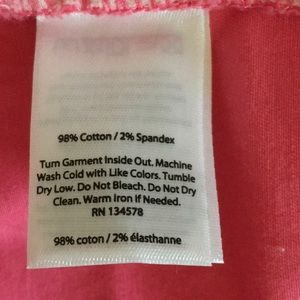 98% Cotton / 2% Spandex
Turn Garment Inside Out. Machine
Wash Cold with Like Colors. Tumble
Dry Low. Do Not Bleach. Do Not Dry
Clean. Warm Iron If Needed.
RN 134578
98% coton / 2% élasthanne